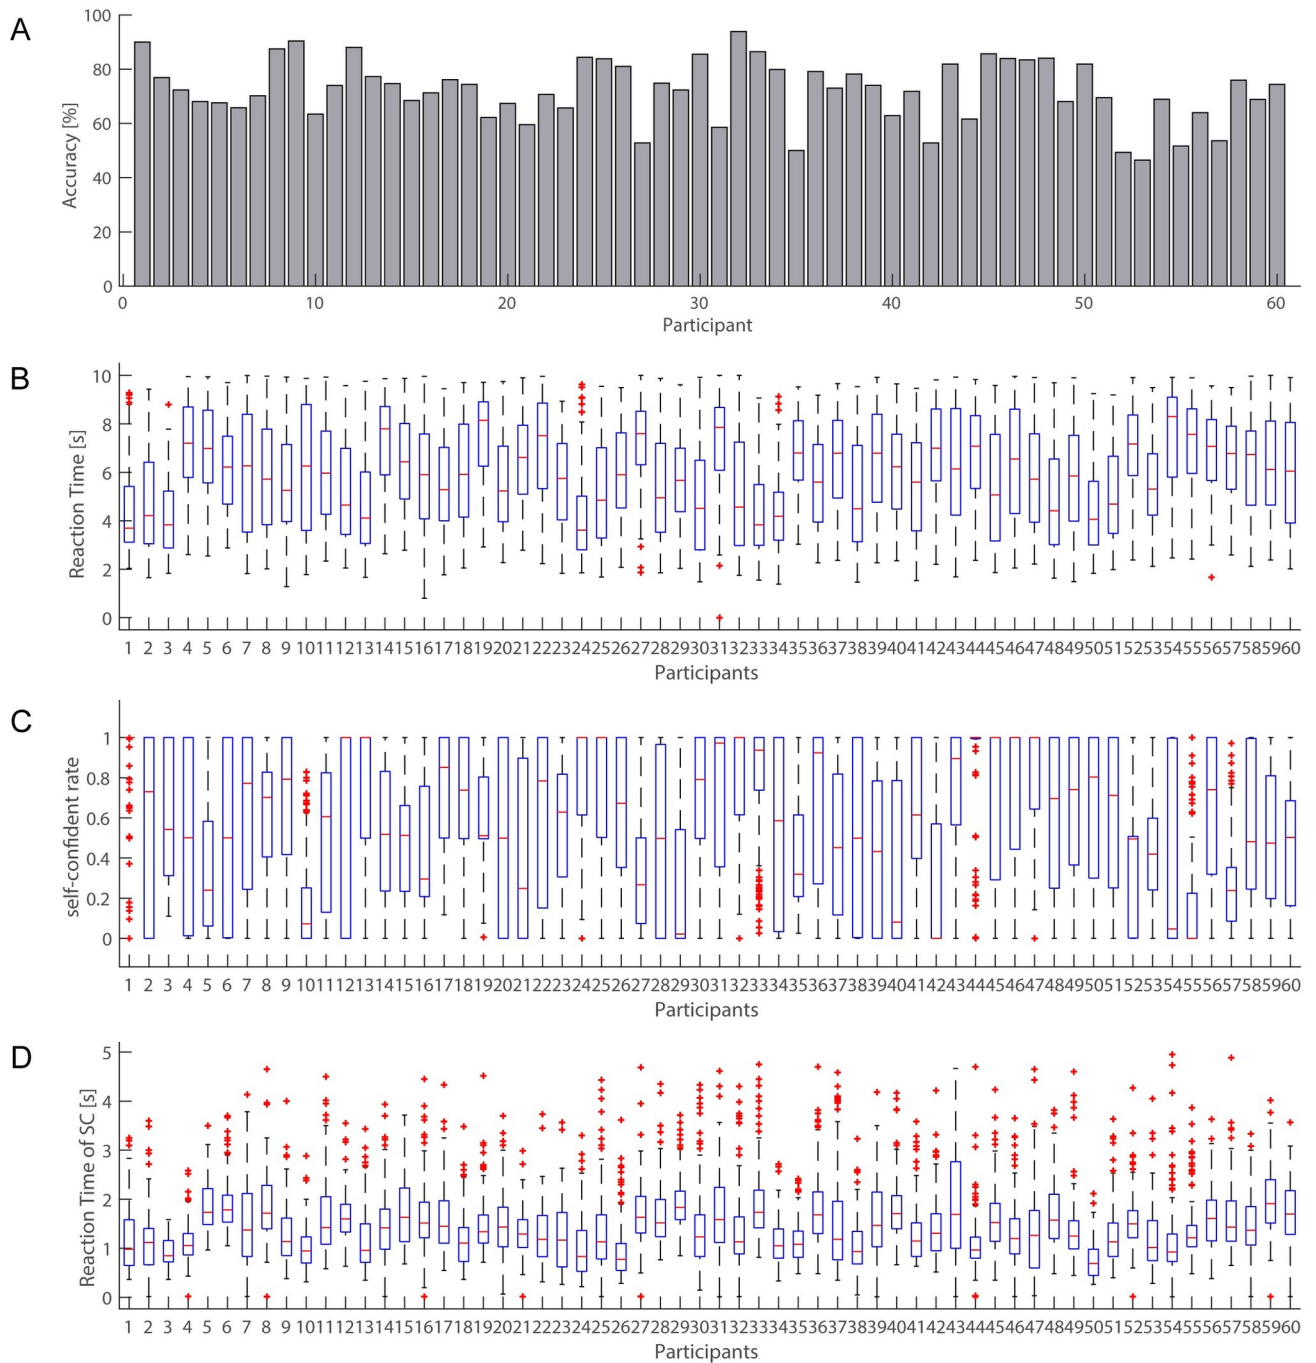 A
100
80
60
40
20
0
Accuracy [%]
0 10 20 30 40 50 60
Participant
B
10
8
6
4
2
0
Reaction Time [s]
1 2 3 4 5 6 7 8 9 10 11 12 13 14 15 16 17 18 19 20 21 22 23 24 25 26 27 28 29 30 31 32 33 34 35 36 37 38 39 40 41 42 43 44 45 46 47 48 49 50 51 52 53 54 55 56 57 58 59 60
Participants
C
1
0.8
0.6
0.4
0.2
0
self-confident rate
1 2 3 4 5 6 7 8 9 10 11 12 13 14 15 16 17 18 19 20 21 22 23 24 25 26 27 28 29 30 31 32 33 34 35 36 37 38 39 40 41 42 43 44 45 46 47 48 49 50 51 52 53 54 55 56 57 58 59 60
Participants
D
5
4
3
2
1
0
Reaction Time of SC [s]
1 2 3 4 5 6 7 8 9 10 11 12 13 14 15 16 17 18 19 20 21 22 23 24 25 26 27 28 29 30 31 32 33 34 35 36 37 38 39 40 41 42 43 44 45 46 47 48 49 50 51 52 53 54 55 56 57 58 59 60
Participants